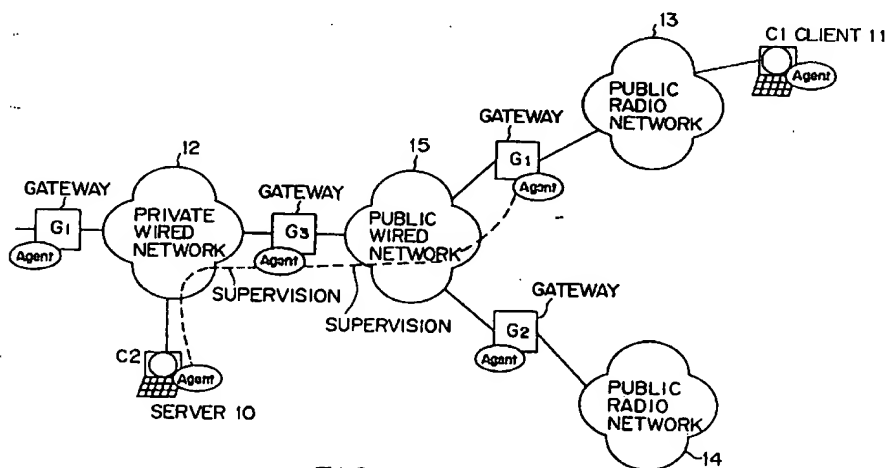 13
C1 CLIENT 11
Agent
PUBLIC
RADIO
NETWORK
GATEWAY
G1
Agent
12
15
GATEWAY
G1
Agent
PRIVATE
WIRED
NETWORK
GATEWAY
G3
Agent
PUBLIC
WIRED
NETWORK
SUPERVISION
SUPERVISION
GATEWAY
G2
Agent
C2
Agent
SERVER 10
PUBLIC
RADIO
NETWORK
14